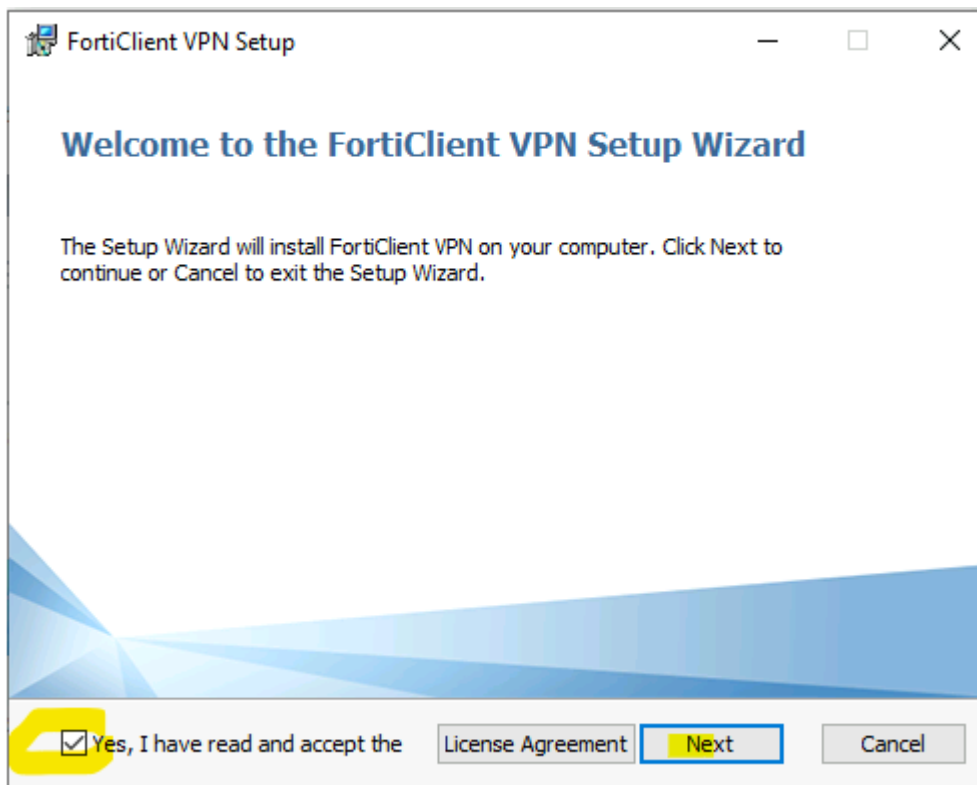 FortiClient VPN Setup
Welcome to the FortiClient VPN Setup Wizard
The Setup Wizard will install FortiClient VPN on your computer. Click Next to
continue or Cancel to exit the Setup Wizard.
Yes, I have read and accept the License Agreement Next Cancel